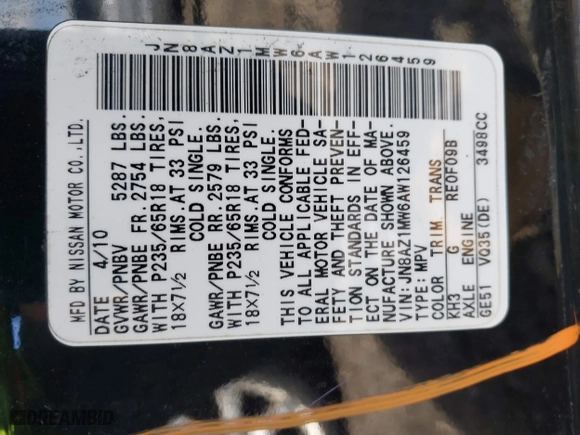 JN8AZ1MW6AW126459
MFD BY NISSAN MOTOR CO.,LTD.
DATE 4/10
GVWR/PNBV 5287 LBS.
GAWR/PNBE FR. 2754 LBS.
WITH P235/65R18 TIRES,
18X7½ RIMS.AT 33 PSI
COLD SINGLE.
GAWR/PNBE RR. 2579 LBS.
WITH P235/65R18 TIRES,
18X7½ RIMS.AT 33 PSI
COLD SINGLE.
THIS VEHICLE CONFORMS
TO ALL APPLICABLE FED-
ERAL MOTOR VEHICLE SA-
FETY AND THEFT PREVEN-
TION STANDARDS IN EFF-
ECT ON THE DATE OF MA-
NUFACTURE SHOWN ABOVE.
VIN: JN8AZ1MW6AW126459
TYPE: MPV
COLOR TRIM. TRANS
KH3 G RE0F09B
AXLE ENGINE
GE51 VQ35(DE) 3498CC
DREAMBID